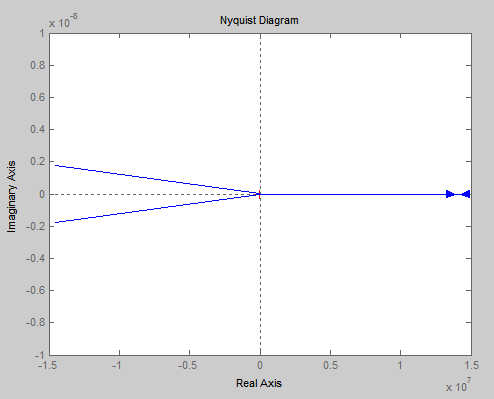 Nyquist Diagram
x 10^-8
1
0.8
0.6
0.4
0.2
0
-0.2
-0.4
-0.6
-0.8
-1
Imaginary Axis
-1.5 -1 -0.5 0 0.5 1 1.5
x 10^7
Real Axis